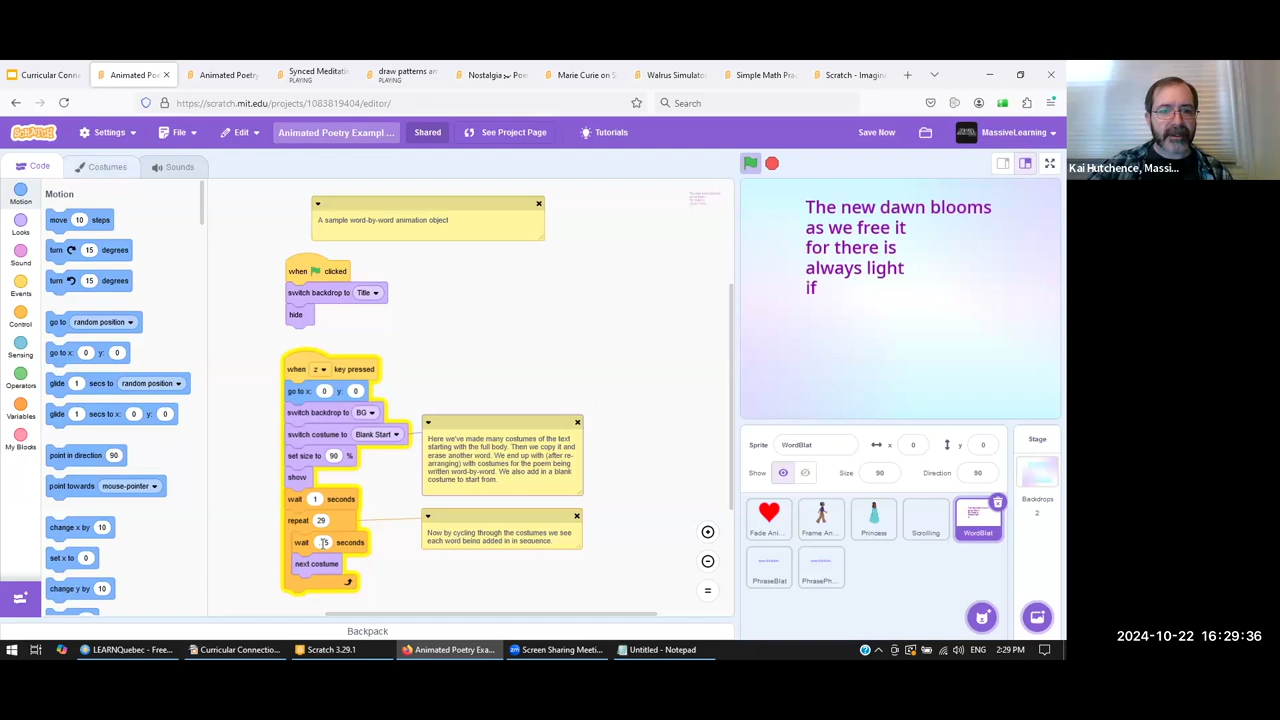 Curricular Conn
Animated Po
Animated Poetry
Synced Meditatin
PLAYING
draw patterns an
PLAYING
Nostalgia
Poe
Marie Curie on S
Walrus Simulato
Simple Math Pra
Scratch - Imagin
https://scratch.mit.edu/projects/1083819404/editor/
Search
SCRATCH
Settings
File
Edit
Animated Poetry Exampl ...
Shared
See Project Page
Tutorials
Save Now
MassiveLearning
Kai Hutchence, Massi...
Code
Costumes
Sounds
Motion
Looks
Sound
Events
Control
Sensing
Operators
Variables
My Blocks
Motion
move 10 steps
turn 15 degrees
turn 15 degrees
go to random position
go to x: 0 y: 0
glide 1 secs to random position
glide 1 secs to x: 0 y: 0
point in direction 90
point towards mouse-pointer
change x by 10
set x to 0
change y by 10
A sample word-by-word animation object
when clicked
switch backdrop to Title
hide
when z key pressed
go to x: 0 y: 0
switch backdrop to BG
switch costume to Blank Start
set size to 90 %
show
wait 1 seconds
repeat 29
wait seconds
next costume
Here we've made many costumes of the text
starting with the full body. Then we copy it and
erase another word. We end up with (after re-
arranging) with costumes for the poem being
written word-by-word. We also add in a blank
costume to start from.
Now by cycling through the costumes we see
each word being added in in sequence.
The new dawn blooms
as we free it
for there is
always light
if
Sprite WordBlat x 0 y 0
Show Size 90 Direction 90
Stage
Backdrops
2
Fade Ani...
Frame An...
Princess
Scrolling
WordBlat
PhraseBlat
PhrasePh...
Backpack
LEARNQuebec - Free...
Curricular Connectio...
Scratch 3.29.1
Animated Poetry Exa...
Screen Sharing Meeti...
Untitled - Notepad
ENG
2:29 PM
2024-10-22 16:29:36